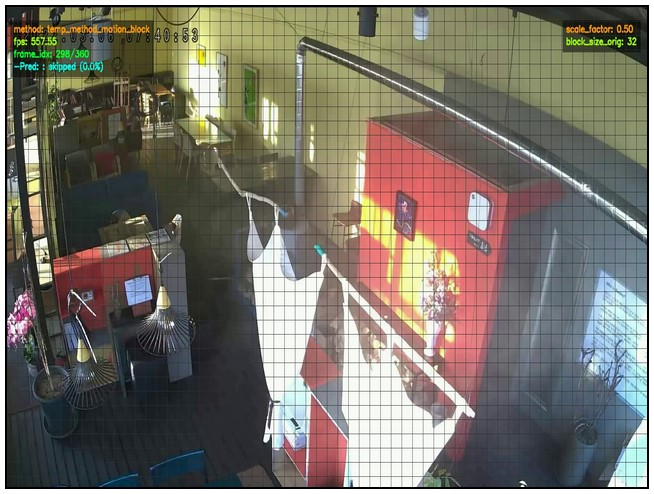 method: temp_method_motion_block
fps: 557.55
frame_idx: 298/360
-Pred: : skipped (0.0%)
scale_factor: 0.50
block_size_orig: 32